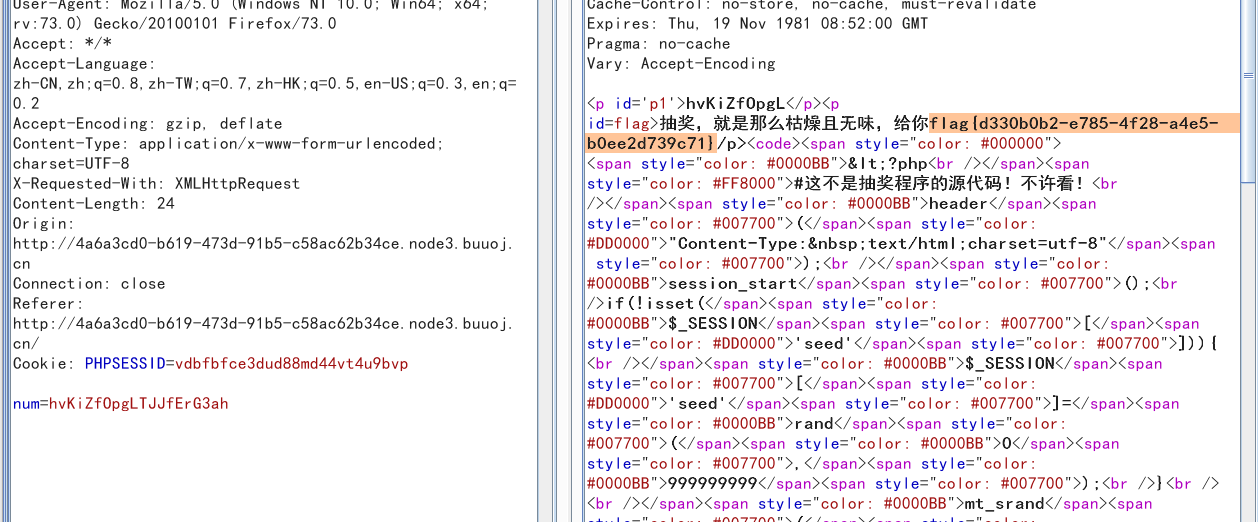 User-Agent: Mozilla/5.0 (Windows NT 10.0; Win64; x64;
rv:73.0) Gecko/20100101 Firefox/73.0
Accept: */*
Accept-Language:
zh-CN,zh;q=0.8,zh-TW;q=0.7,zh-HK;q=0.5,en-US;q=0.3,en;q=
0.2
Accept-Encoding: gzip, deflate
Content-Type: application/x-www-form-urlencoded;
charset=UTF-8
X-Requested-With: XMLHttpRequest
Content-Length: 24
Origin:
http://4a6a3cd0-b619-473d-91b5-c58ac62b34ce.node3.buuoj.
cn
Connection: close
Referer:
http://4a6a3cd0-b619-473d-91b5-c58ac62b34ce.node3.buuoj.
cn/
Cookie: PHPSESSID=vdbfbfce3dud88md44vt4u9bvp
num=hvKiZfOpgLTJJfErG3ah
Cache-Control: no-store, no-cache, must-revalidate
Expires: Thu, 19 Nov 1981 08:52:00 GMT
Pragma: no-cache
Vary: Accept-Encoding
<p id='p1'>hvKiZfOpgL</p><p
id=flag>抽奖，就是那么枯燥且无味，给你flag{d330b0b2-e785-4f28-a4e5-
b0ee2d739c71}/p><code><span style="color: #000000">
<span style="color: #0000BB">&lt;?php<br /></span><span
style="color: #FF8000">#这不是抽奖程序的源代码！不许看！<br
/></span><span style="color: #0000BB">header</span><span
style="color: #007700">(</span><span style="color:
#DD0000">"Content-Type:&nbsp;text/html;charset=utf-8"</span><span
style="color: #007700">);<br /></span><span style="color:
#0000BB">session_start</span><span style="color: #007700">();<br
/>if(!isset(</span><span style="color:
#0000BB">$_SESSION</span><span style="color: #007700">[</span><span
style="color: #DD0000">'seed'</span><span style="color: #007700">])){
<br /></span><span style="color: #0000BB">$_SESSION</span><span
style="color: #007700">[</span><span style="color:
#DD0000">'seed'</span><span style="color: #007700">]=</span><span
style="color: #0000BB">rand</span><span style="color:
#007700">(</span><span style="color: #0000BB">0</span><span
style="color: #007700">,</span><span style="color:
#0000BB">999999999</span><span style="color: #007700">);<br />}<br />
<br /></span><span style="color: #0000BB">mt_srand</span><span